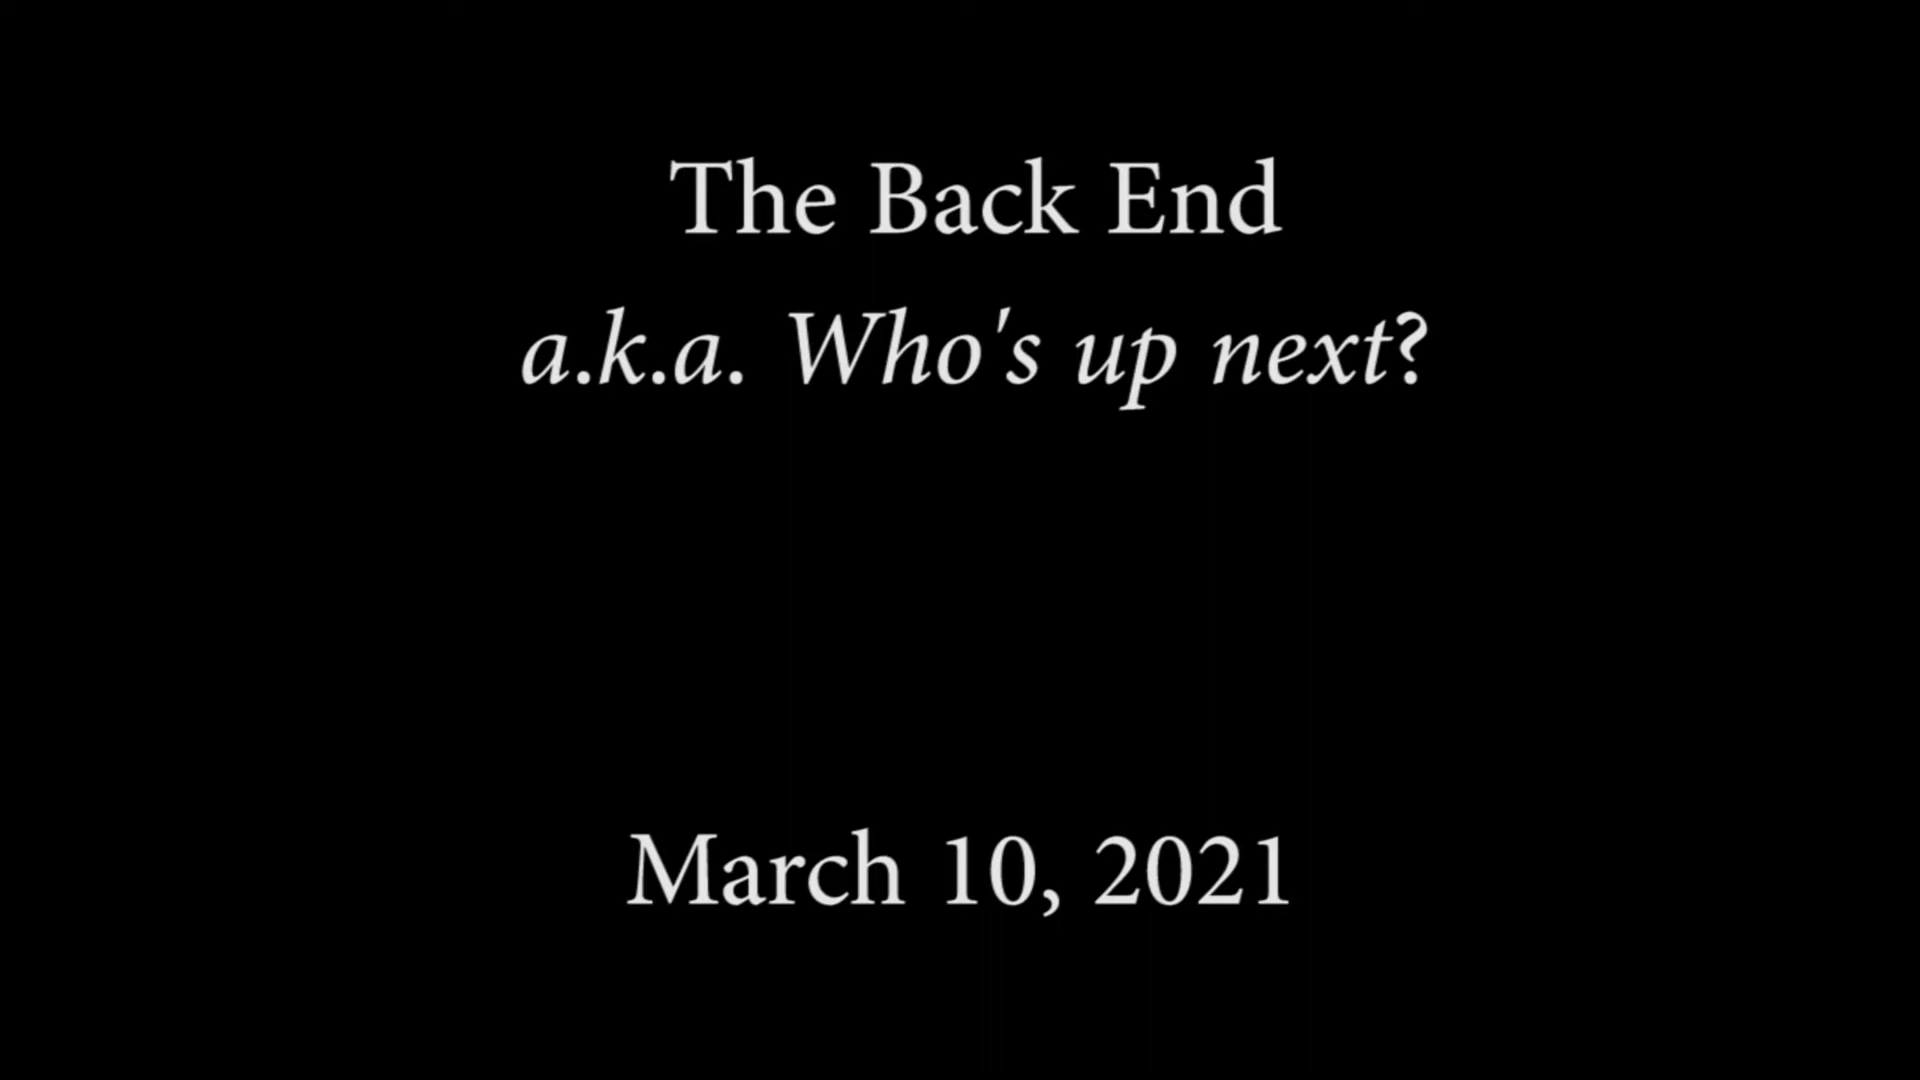 The Back End
a.k.a. Who's up next?
March 10, 2021